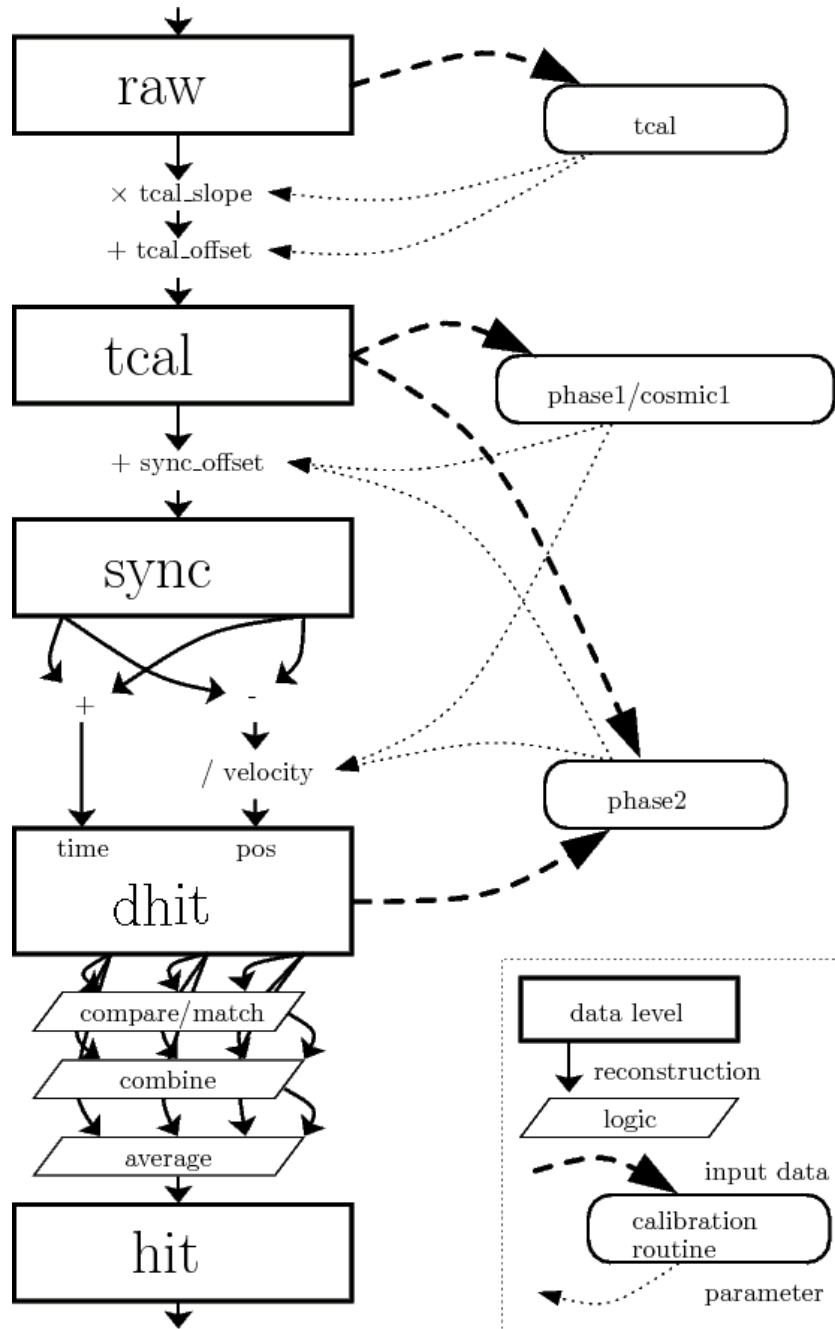 raw
tcal
× tcal_slope
+ tcal_offset
tcal
phase1/cosmic1
+ sync_offset
sync
+
-
/ velocity
phase2
time pos
dhit
compare/match
combine
average
hit
data level
reconstruction
logic
input data
calibration
routine
parameter